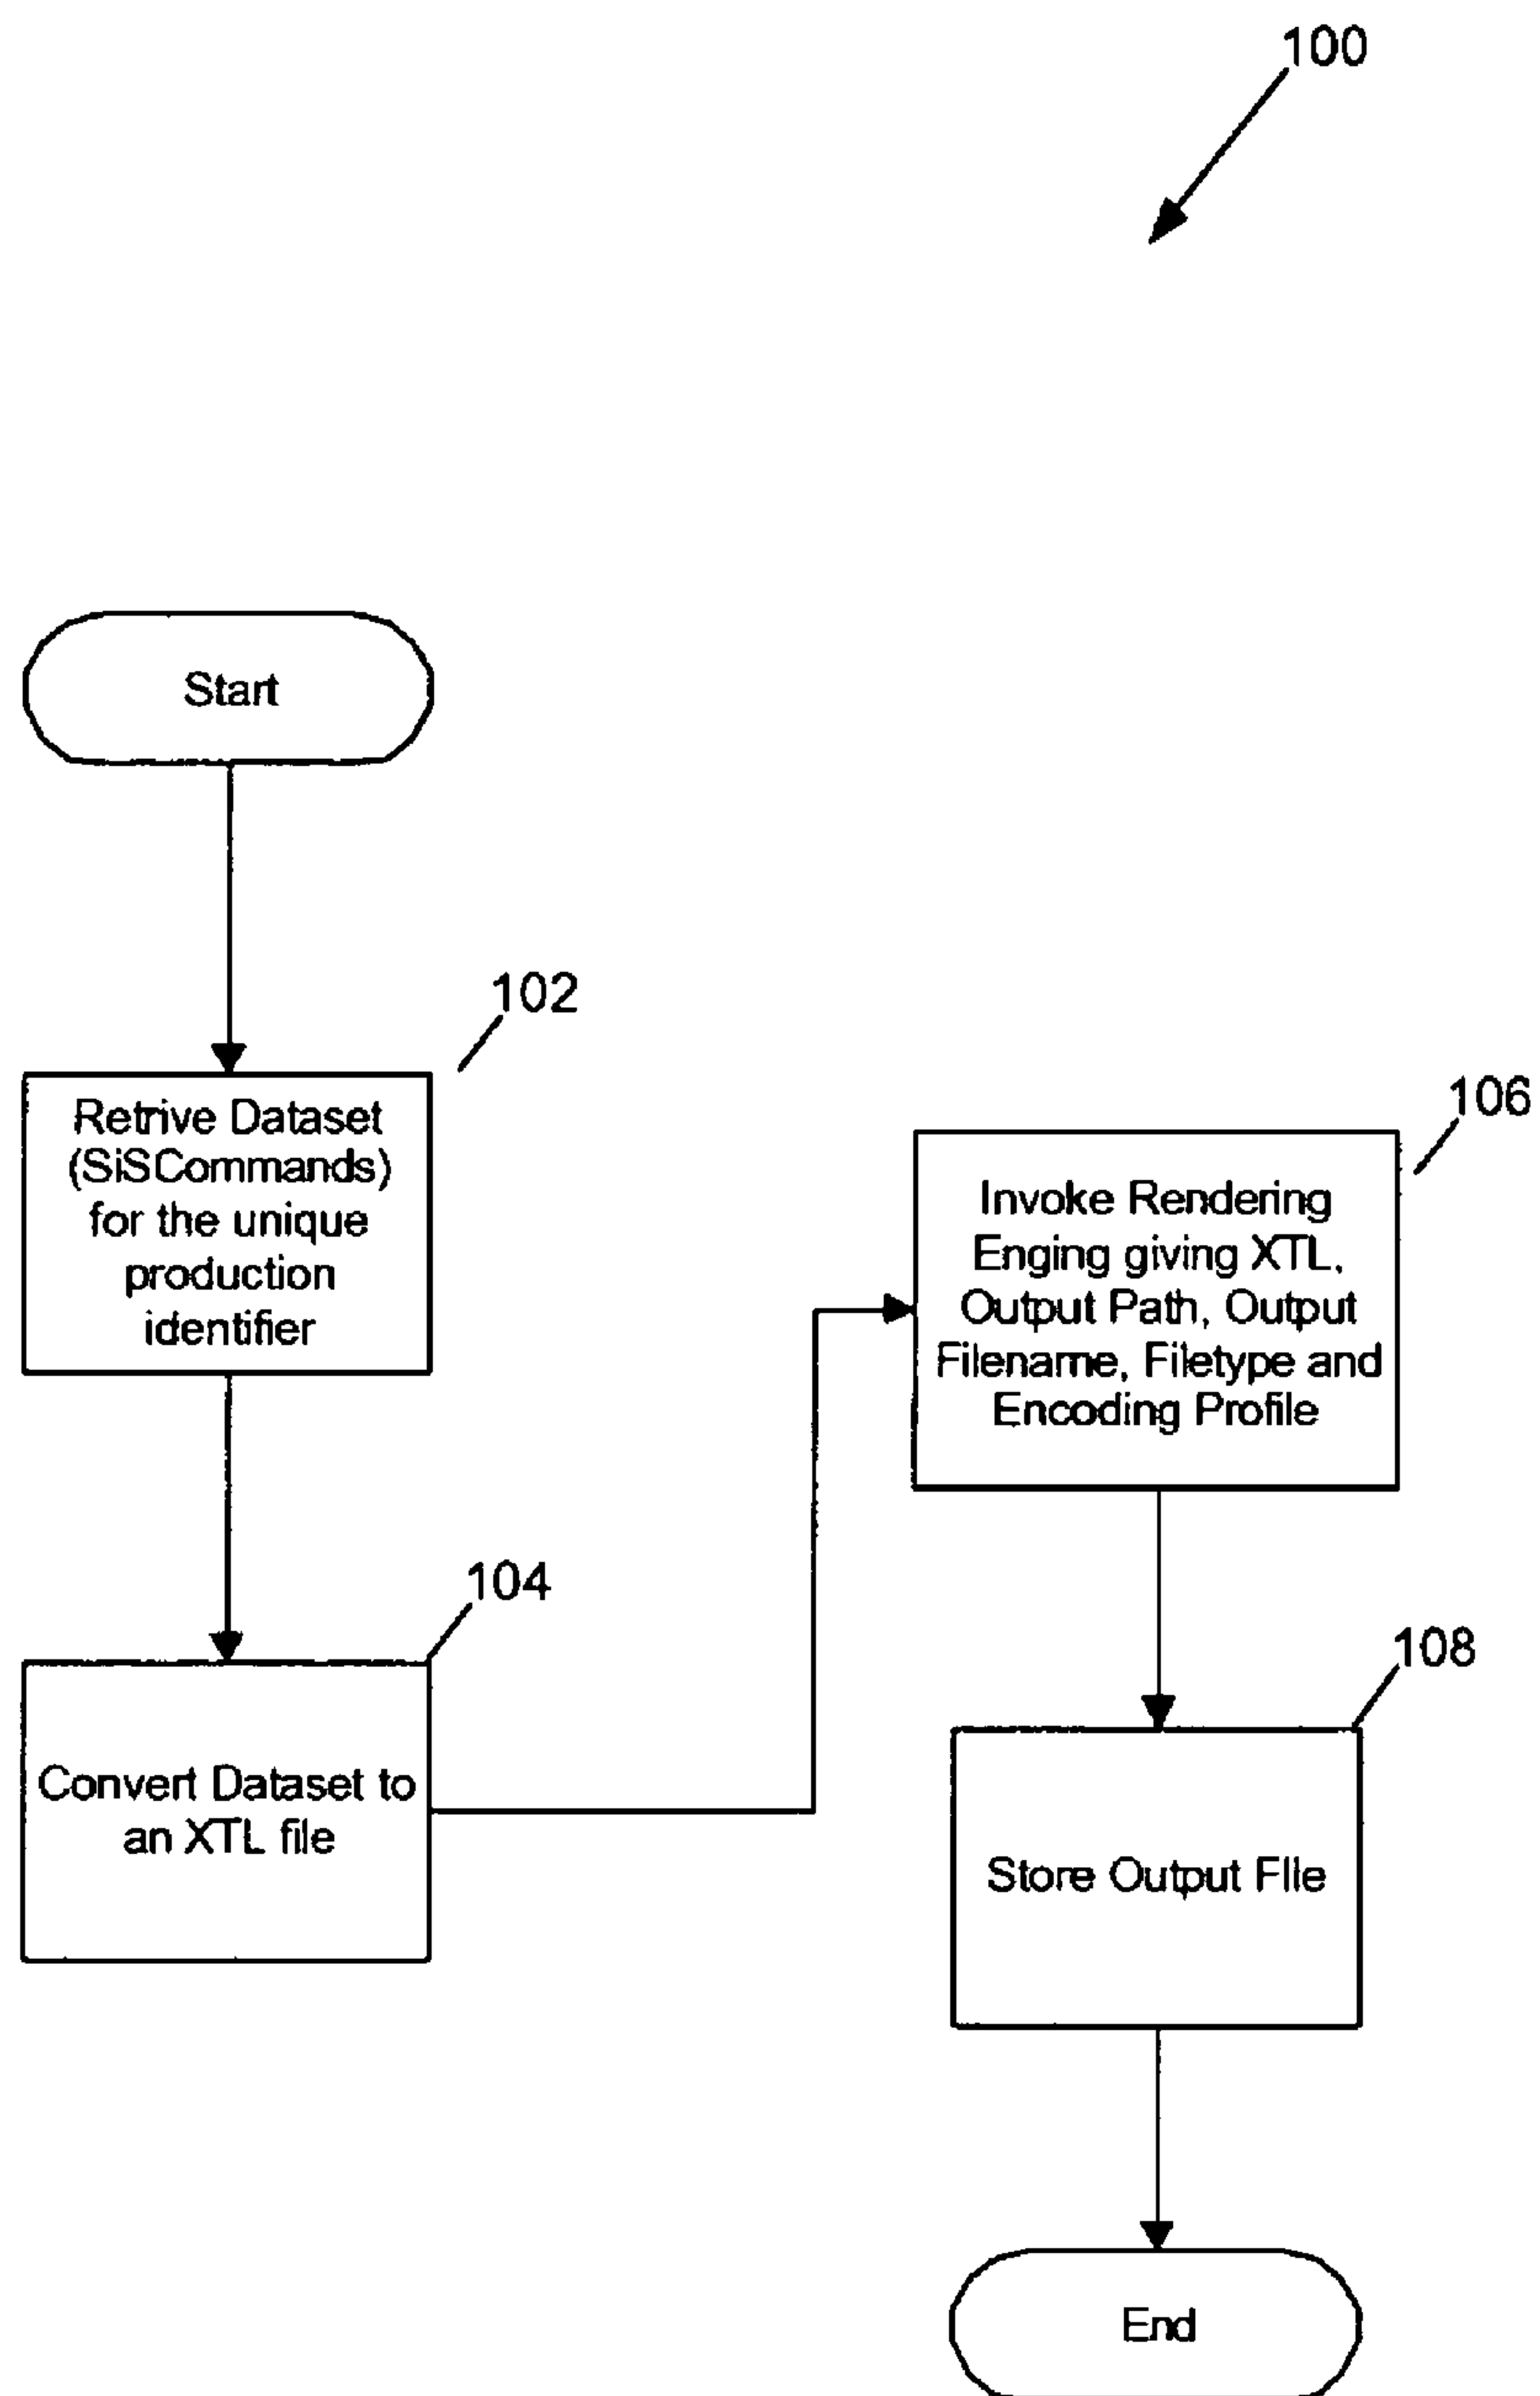 100
Start
102
Retrive Dataset
(SiSCommands)
for the unique
production
identifier
104
Convert Dataset to
an XTL file
106
Invoke Rendering
Enging giving XTL,
Output Path, Output
Filename, Filetype and
Encoding Profile
108
Store Output File
End